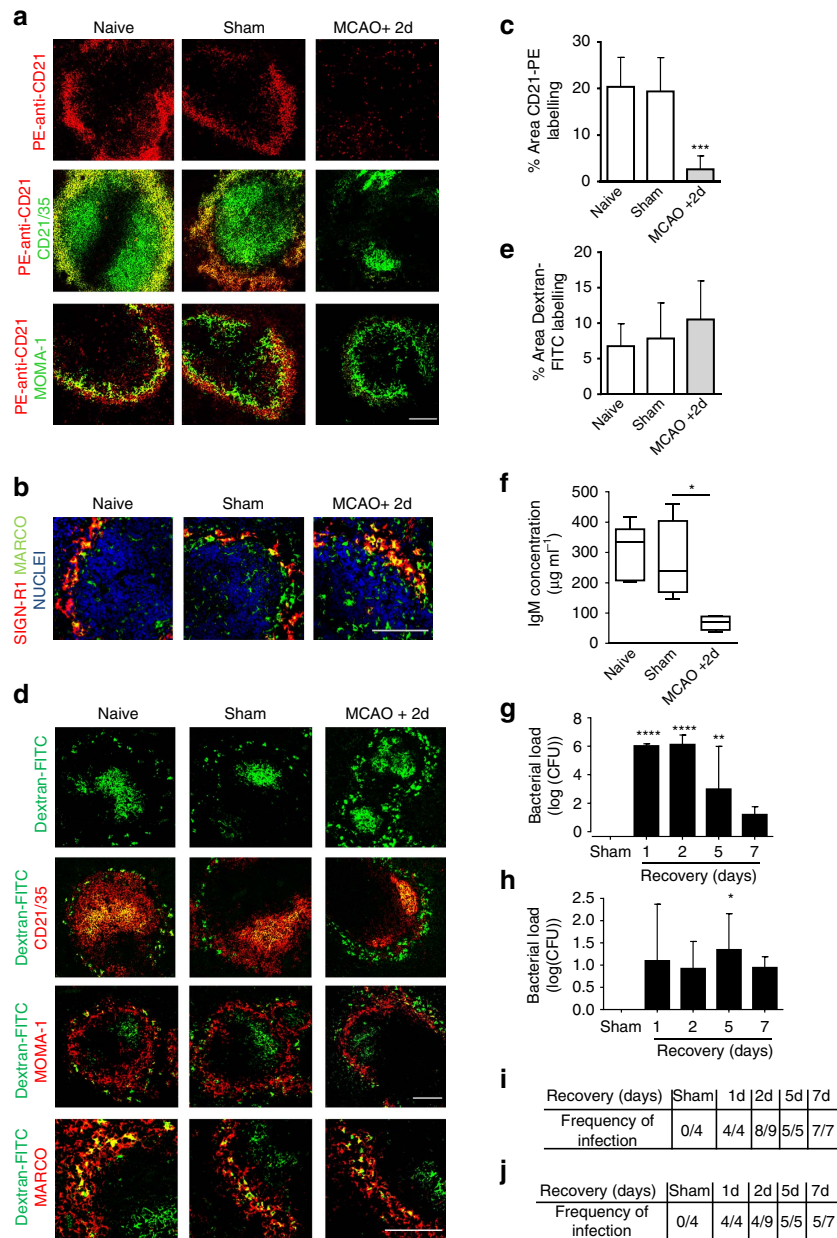 a
Naive Sham MCAO+ 2d
PE-anti-CD21
PE-anti-CD21
CD21/35
PE-anti-CD21
MOMA-1
b
Naive Sham MCAO+ 2d
SIGN-R1 MARCO
NUCLEI
d
Naive Sham MCAO + 2d
Dextran-FITC
Dextran-FITC
CD21/35
Dextran-FITC
MOMA-1
Dextran-FITC
MARCO
c
% Area CD21-PE
labelling
30
20
10
0
***
Naive
Sham
MCAO +2d
e
% Area Dextran-
FITC labelling
20
15
10
5
0
Naive
Sham
MCAO +2d
f
IgM concentration
(µg ml⁻¹)
500
400
300
200
100
0
*
Naive
Sham
MCAO +2d
g
Bacterial load
(log (CFU))
8
6
4
2
0
**** **** **
Sham 1 2 5 7
Recovery (days)
h
Bacterial load
(log(CFU))
2.5
2.0
1.5
1.0
0.5
0.0
*
Sham 1 2 5 7
Recovery (days)
i
Recovery (days) Sham 1d 2d 5d 7d
Frequency of
infection
0/4 4/4 8/9 5/5 7/7
j
Recovery (days) Sham 1d 2d 5d 7d
Frequency of
infection
0/4 4/4 4/9 5/5 5/7